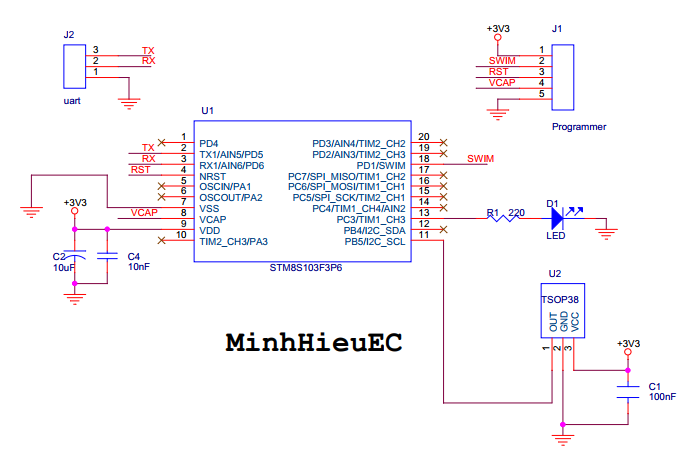 J2
3 TX
2 RX
1
uart
+3V3
J1
1
SWIM 2
RST 3
VCAP 4
5
Programmer
U1
1 PD4 PD3/AIN4/TIM2_CH2 20
TX 2 TX1/AIN5/PD5 PD2/AIN3/TIM2_CH3 19
RX 3 RX1/AIN6/PD6 PD1/SWIM 18 SWIM
RST 4 NRST PC7/SPI_MISO/TIM1_CH2 17
5 OSCIN/PA1 PC6/SPI_MOSI/TIM1_CH1 16
6 OSCOUT/PA2 PC5/SPI_SCK/TIM2_CH1 15
7 VSS PC4/TIM1_CH4/AIN2 14
VCAP 8 VCAP PC3/TIM1_CH3 13
9 VDD PB4/I2C_SDA 12
10 TIM2_CH3/PA3 PB5/I2C_SCL 11
STM8S103F3P6
+3V3
C2
10uF
C4
10nF
R1 220
D1
LED
U2
TSOP38
OUT
GND
VCC
1
2
3
+3V3
C1
100nF
MinhHieuEC